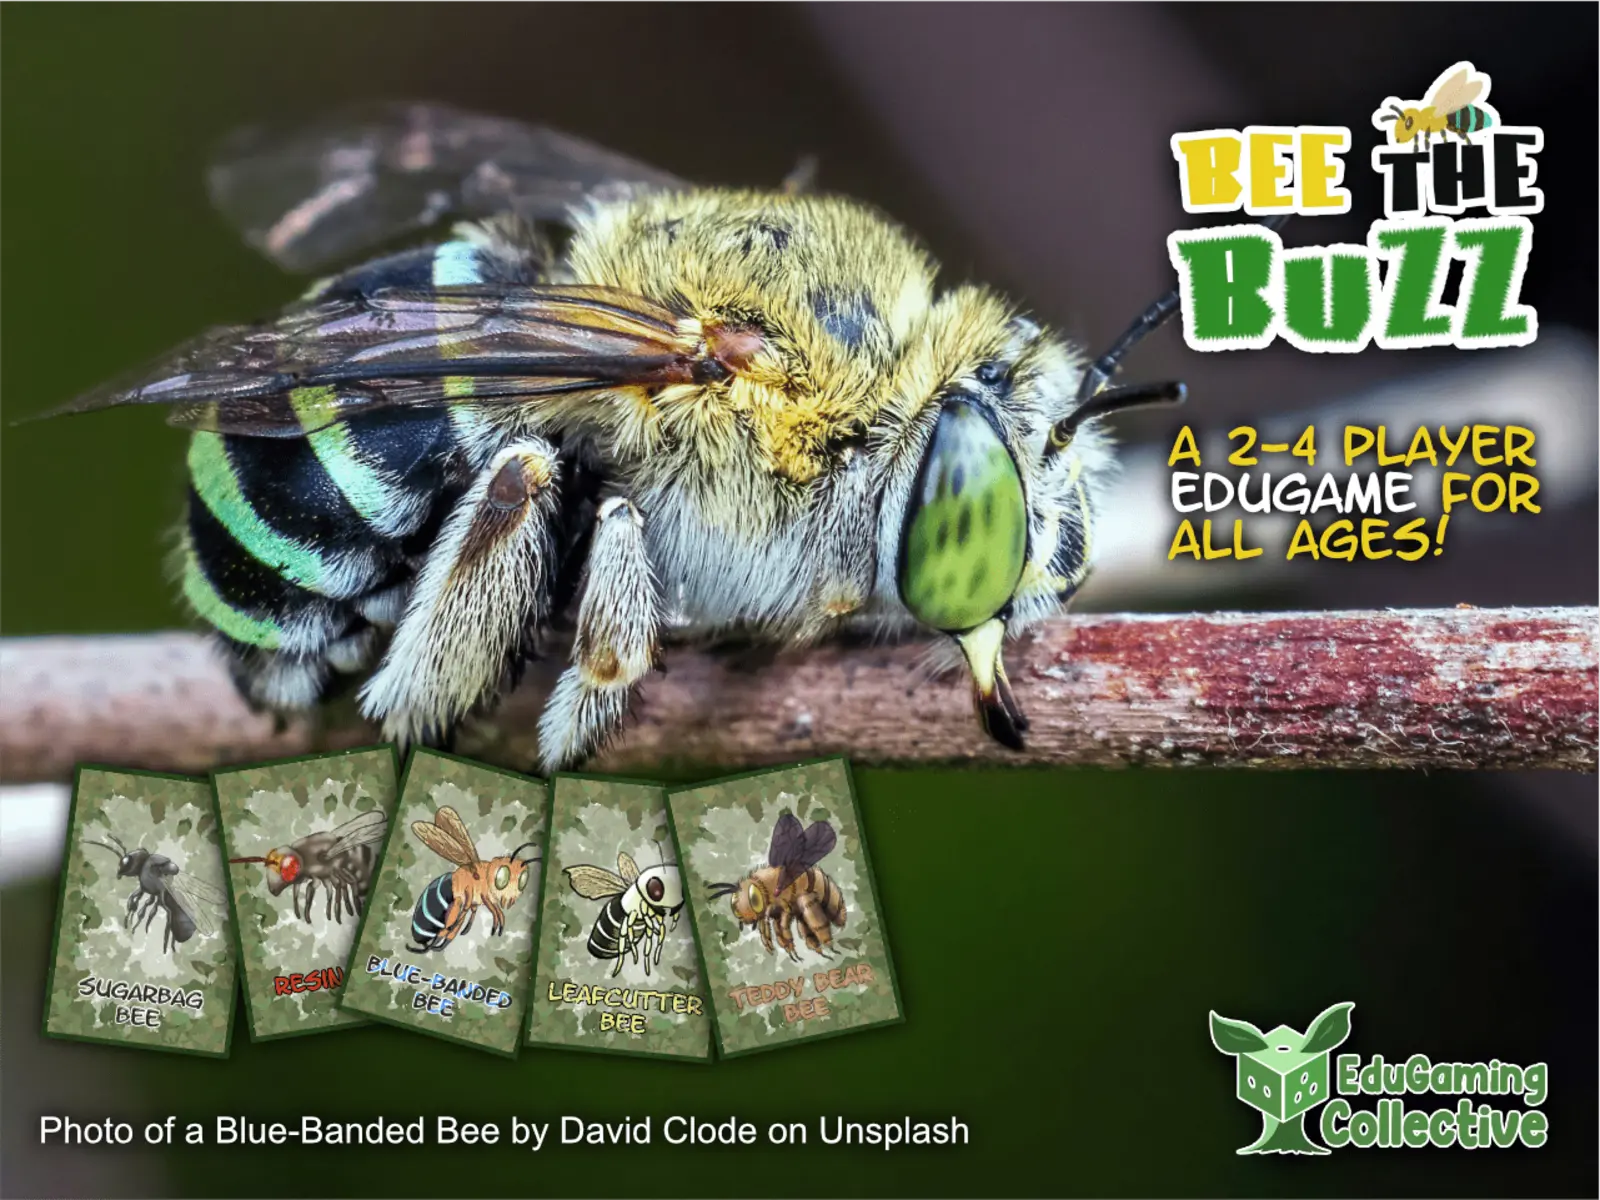 BEE THE
BuZZ
A 2-4 PLAYER
EDUGAME FOR
ALL AGES!
SUGARBAG
BEE
RESIN
BLUE-BANDED
BEE
LEAFCUTTER
BEE
TEDDY BEAR
BEE
EduGaming
Collective
Photo of a Blue-Banded Bee by David Clode on Unsplash